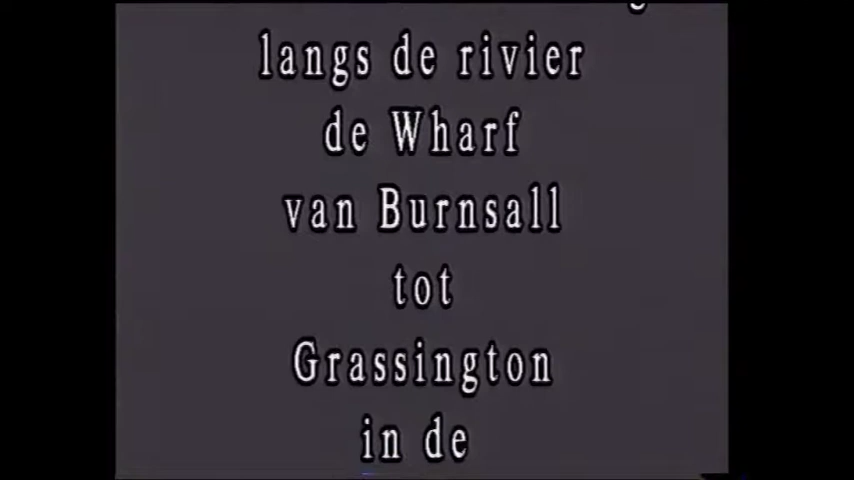 langs de rivier
de Wharf
van Burnsall
tot
Grassington
in de